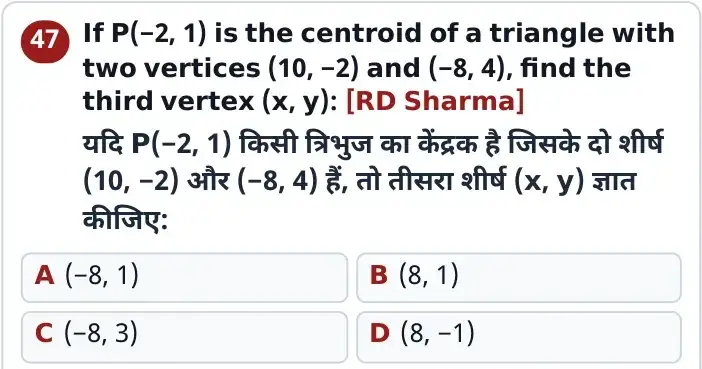 47 If P(−2, 1) is the centroid of a triangle with
two vertices (10, −2) and (−8, 4), find the
third vertex (x, y): [RD Sharma]
यदि P(−2, 1) किसी त्रिभुज का केंद्रक है जिसके दो शीर्ष
(10, −2) और (−8, 4) हैं, तो तीसरा शीर्ष (x, y) ज्ञात
कीजिए:
A (−8, 1)
B (8, 1)
C (−8, 3)
D (8, −1)